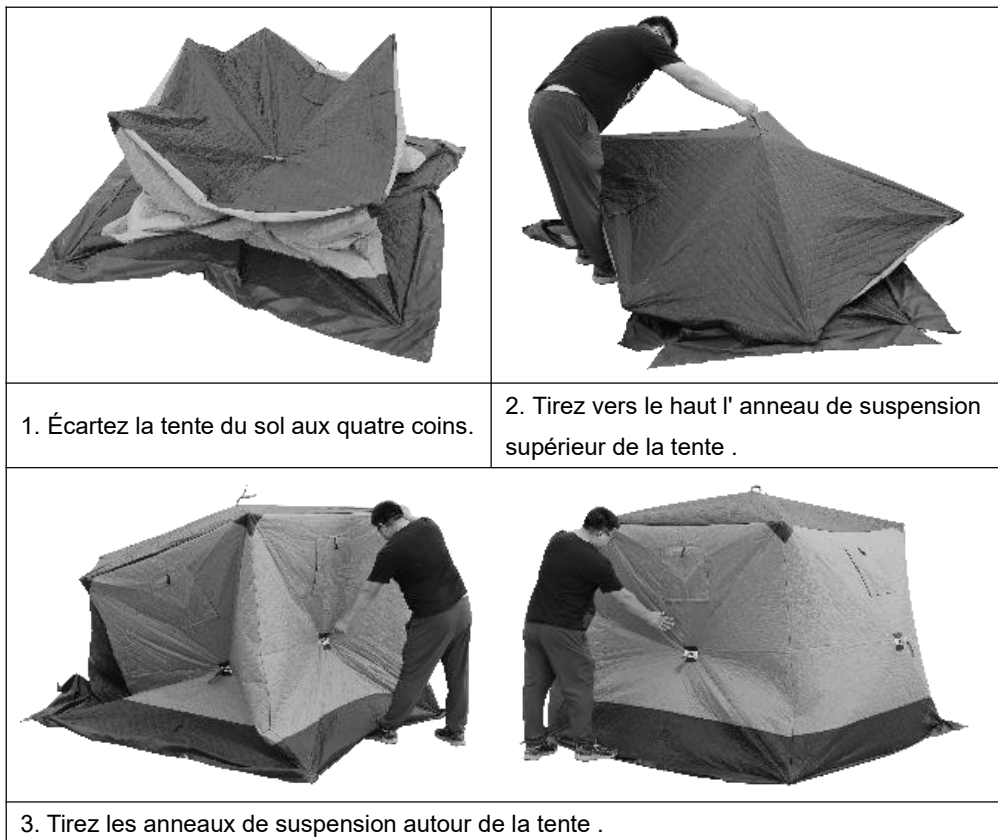 1. Écartez la tente du sol aux quatre coins.
2. Tirez vers le haut l' anneau de suspension
supérieur de la tente .
3. Tirez les anneaux de suspension autour de la tente .